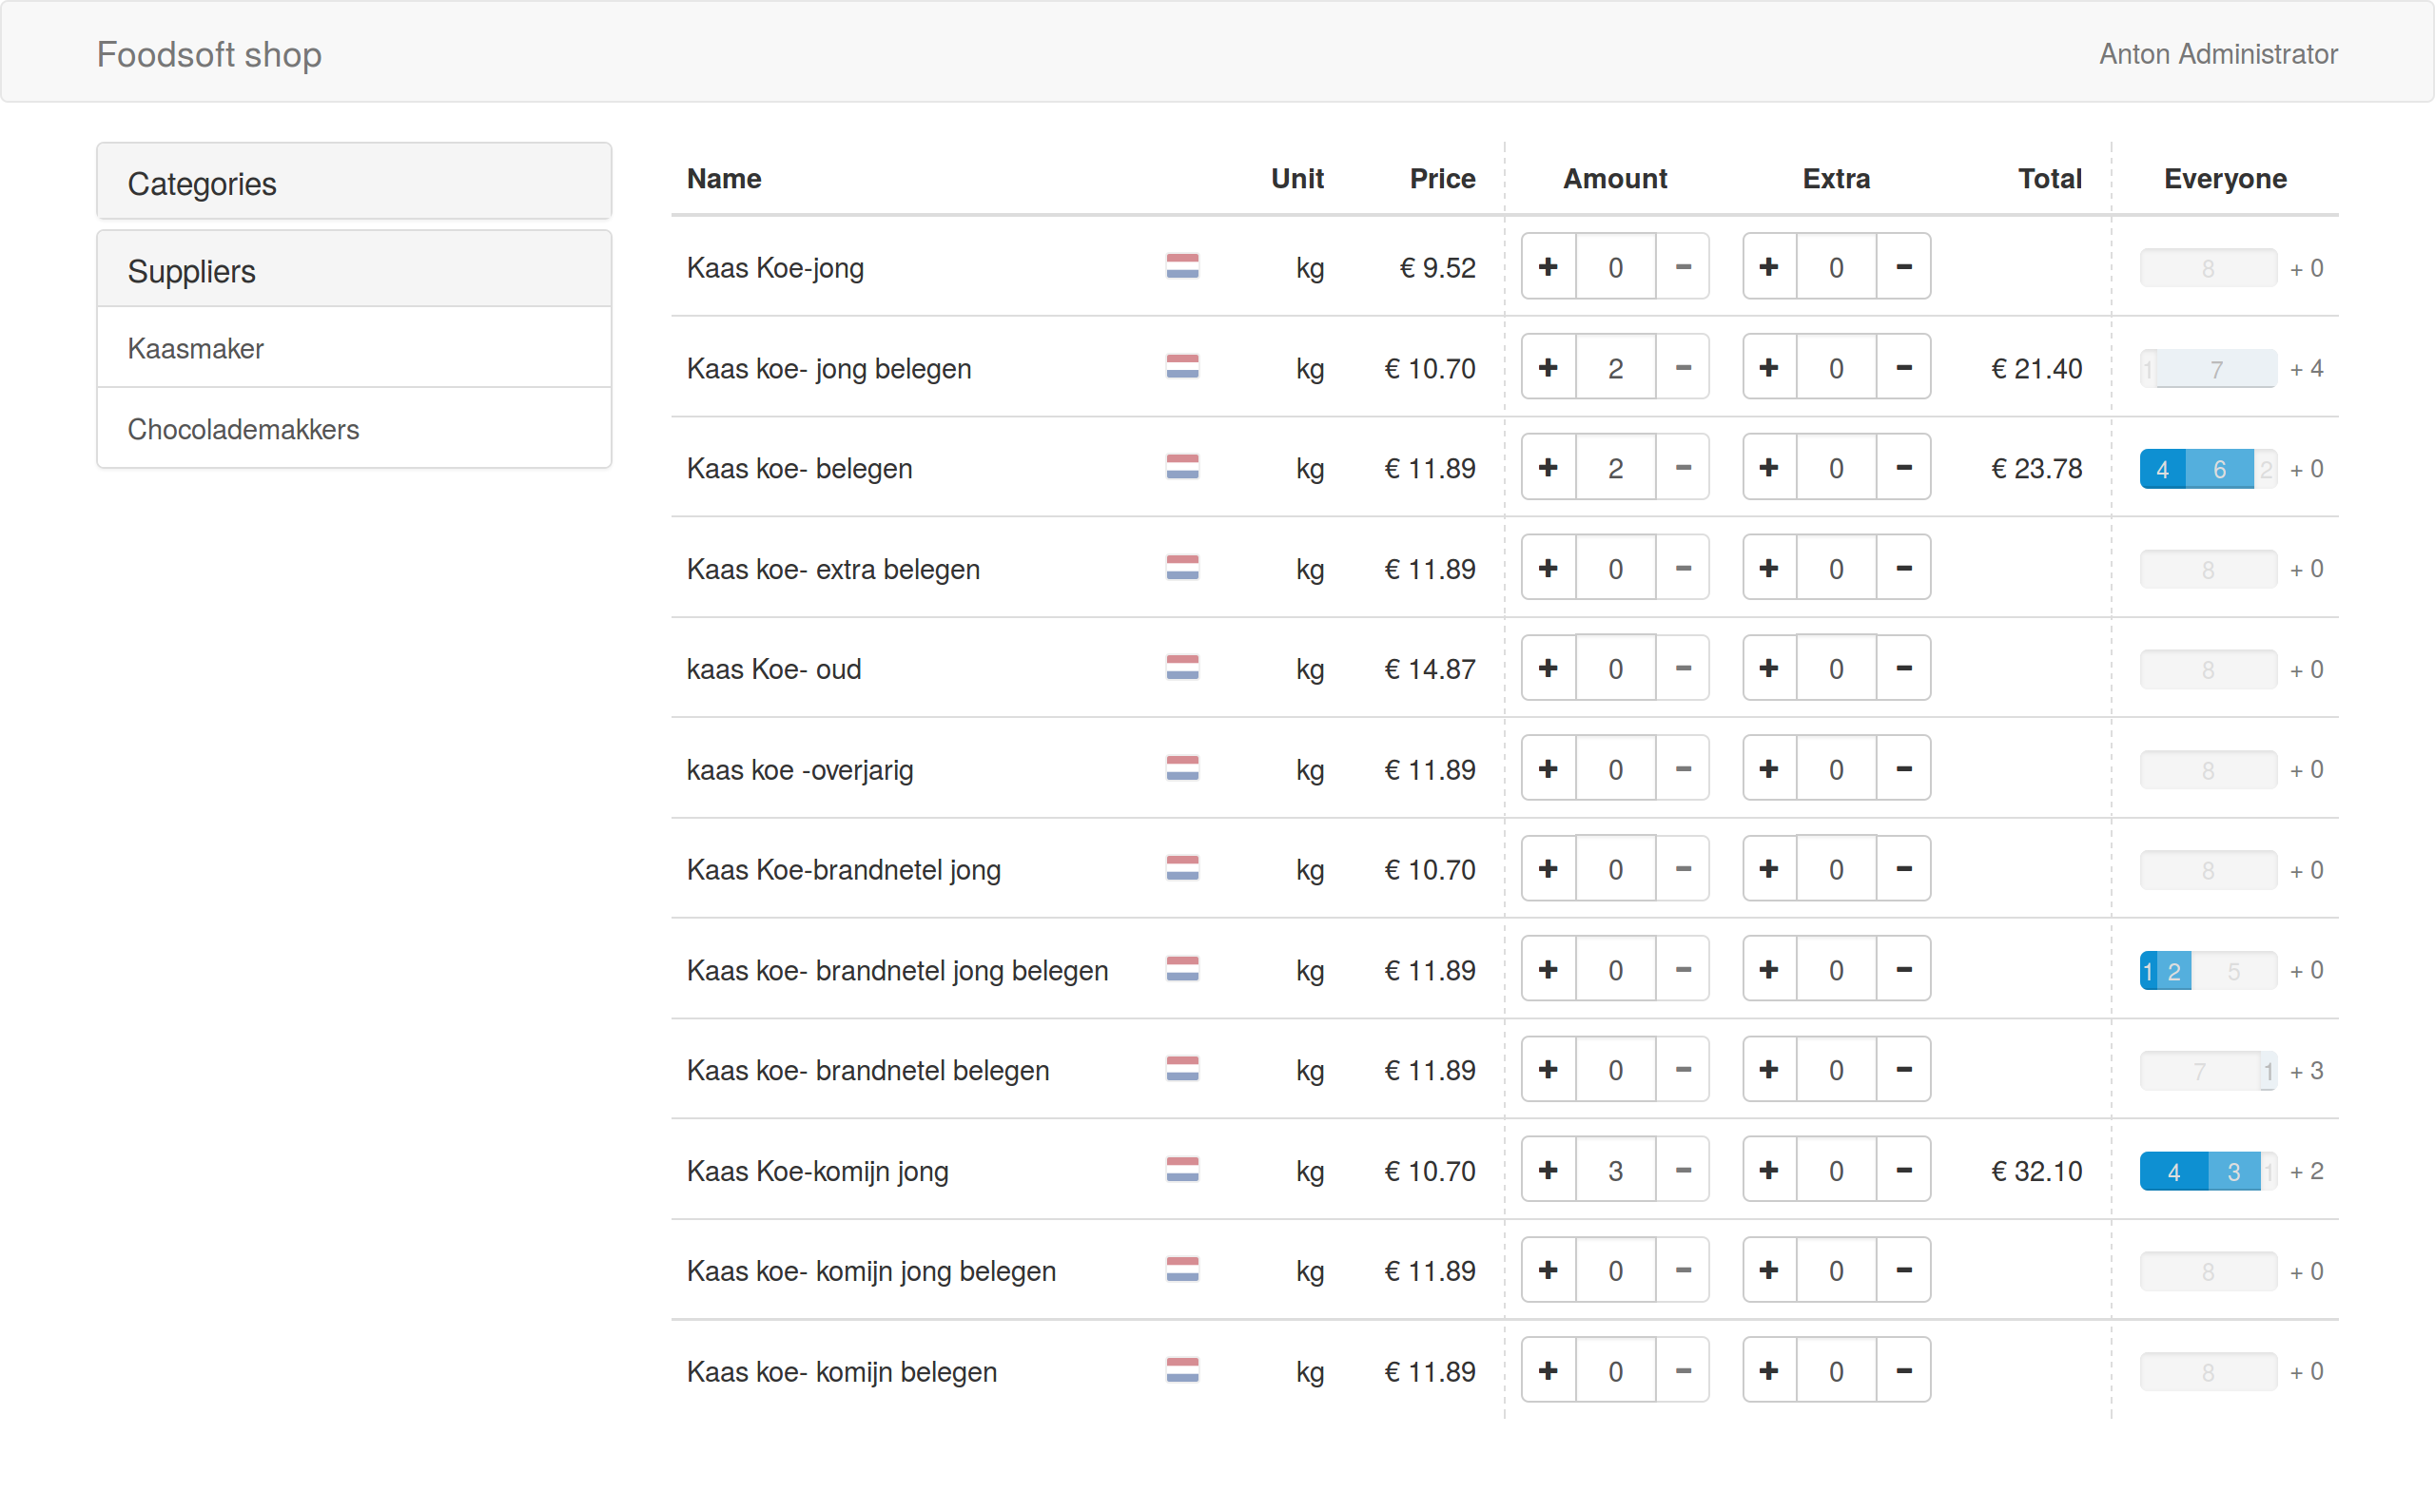 Foodsoft shop Anton Administrator
Categories
Suppliers
Kaasmaker
Chocolademakkers
Name Unit Price Amount Extra Total Everyone
Kaas Koe-jong kg € 9.52 + 0 − + 0 − 8 + 0
Kaas koe- jong belegen kg € 10.70 + 2 − + 0 − € 21.40 1 7 + 4
Kaas koe- belegen kg € 11.89 + 2 − + 0 − € 23.78 4 6 2 + 0
Kaas koe- extra belegen kg € 11.89 + 0 − + 0 − 8 + 0
kaas Koe- oud kg € 14.87 + 0 − + 0 − 8 + 0
kaas koe -overjarig kg € 11.89 + 0 − + 0 − 8 + 0
Kaas Koe-brandnetel jong kg € 10.70 + 0 − + 0 − 8 + 0
Kaas koe- brandnetel jong belegen kg € 11.89 + 0 − + 0 − 1 2 5 + 0
Kaas koe- brandnetel belegen kg € 11.89 + 0 − + 0 − 7 1 + 3
Kaas Koe-komijn jong kg € 10.70 + 3 − + 0 − € 32.10 4 3 1 + 2
Kaas koe- komijn jong belegen kg € 11.89 + 0 − + 0 − 8 + 0
Kaas koe- komijn belegen kg € 11.89 + 0 − + 0 − 8 + 0